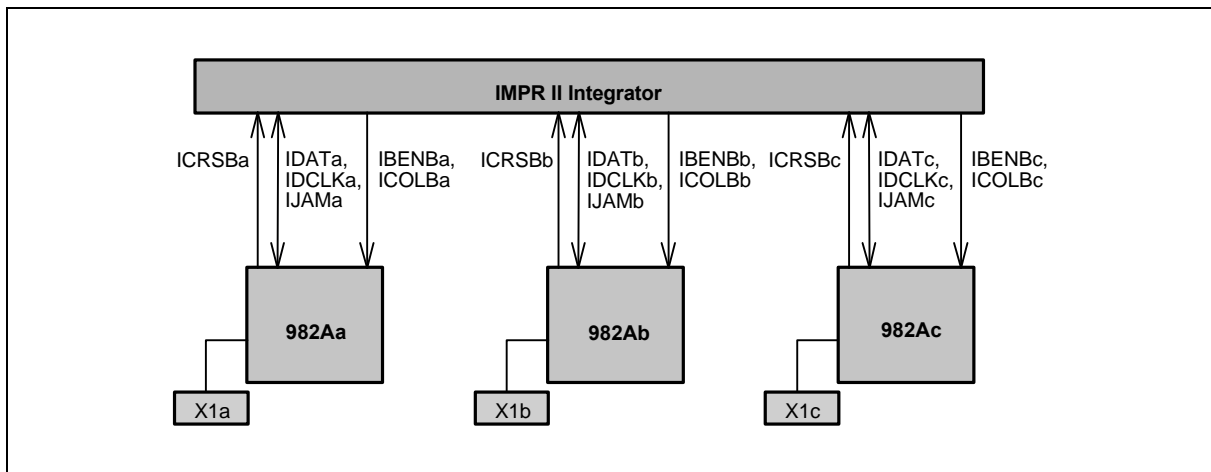 IMPR II Integrator
ICRSBa
IDATa,
IDCLKa,
IJAMa
IBENBa,
ICOLBa
ICRSBb
IDATb,
IDCLKb,
IJAMb
IBENBb,
ICOLBb
ICRSBc
IDATc,
IDCLKc,
IJAMc
IBENBc,
ICOLBc
982Aa
982Ab
982Ac
X1a
X1b
X1c